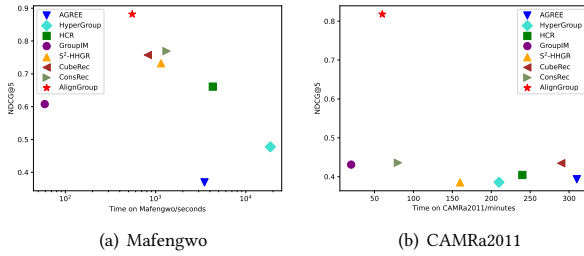 0.9
0.8
0.7
0.6
0.5
0.4
NDCG@5
AGREE
HyperGroup
HCR
GroupIM
S²-HHGR
CubeRec
ConsRec
AlignGroup
10² 10³ 10⁴
Time on Mafengwo/seconds
(a) Mafengwo
0.8
0.7
0.6
0.5
0.4
NDCG@5
AGREE
HyperGroup
HCR
GroupIM
S²-HHGR
CubeRec
ConsRec
AlignGroup
50 100 150 200 250 300
Time on CAMRa2011/minutes
(b) CAMRa2011